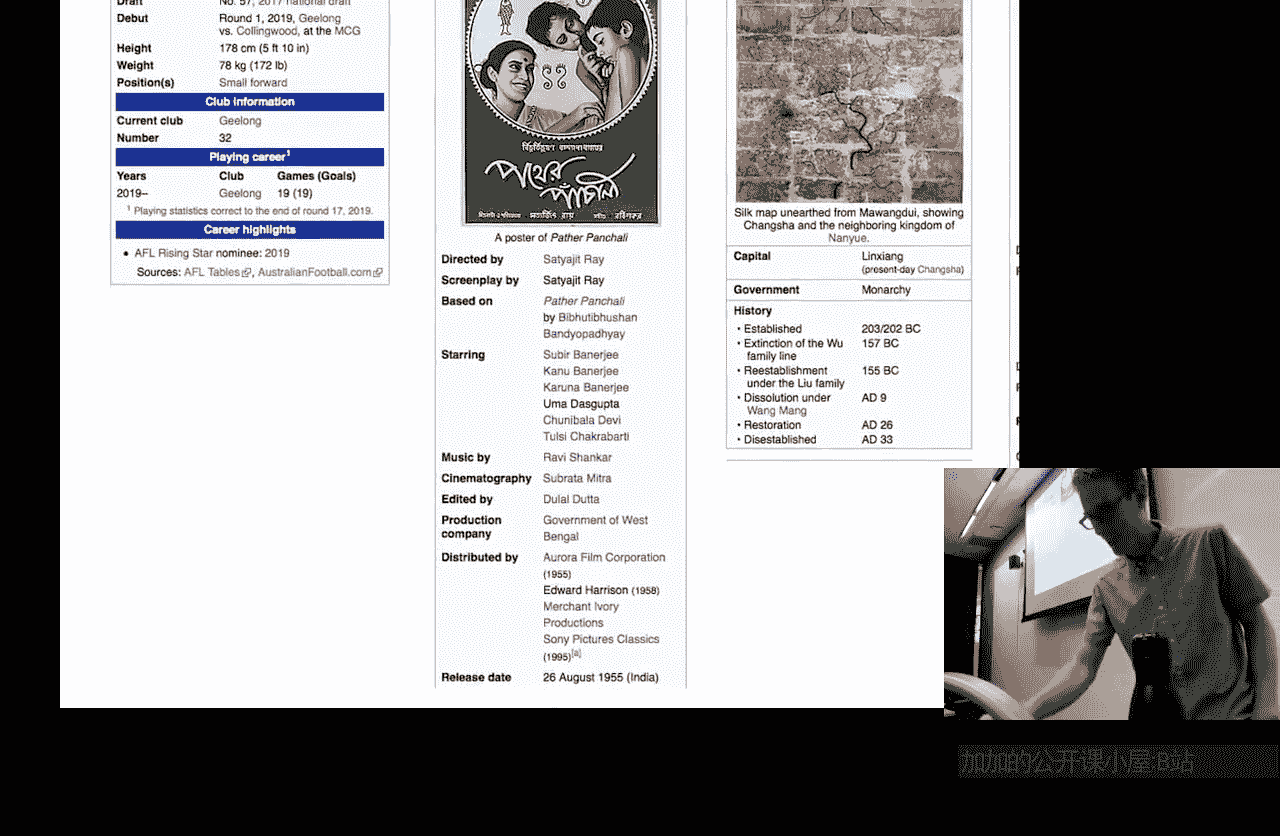 Draft No. 57, 2017 national draft
Debut Round 1, 2019, Geelong
vs. Collingwood, at the MCG
Height 178 cm (5 ft 10 in)
Weight 78 kg (172 lb)
Position(s) Small forward
Club information
Current club Geelong
Number 32
Playing career1
Years Club Games (Goals)
2019– Geelong 19 (19)
1 Playing statistics correct to the end of round 17, 2019.
Career highlights
• AFL Rising Star nominee: 2019
Sources: AFL Tables, AustralianFootball.com
পথের
পাঁচালী
সত্যজিৎ রায়
রবিশঙ্কর
A poster of Pather Panchali
Directed by Satyajit Ray
Screenplay by Satyajit Ray
Based on Pather Panchali
by Bibhutibhushan
Bandyopadhyay
Starring Subir Banerjee
Kanu Banerjee
Karuna Banerjee
Uma Dasgupta
Chunibala Devi
Tulsi Chakrabarti
Music by Ravi Shankar
Cinematography Subrata Mitra
Edited by Dulal Dutta
Production
company Government of West
Bengal
Distributed by Aurora Film Corporation
(1955)
Edward Harrison (1958)
Merchant Ivory
Productions
Sony Pictures Classics
(1995)[a]
Release date 26 August 1955 (India)
Silk map unearthed from Mawangdui, showing
Changsha and the neighboring kingdom of
Nanyue.
Capital Linxiang
(present-day Changsha)
Government Monarchy
History
• Established 203/202 BC
• Extinction of the Wu 157 BC
family line
• Reestablishment 155 BC
under the Liu family
• Dissolution under AD 9
Wang Mang
• Restoration AD 26
• Disestablished AD 33
加加的公开课小屋 B站